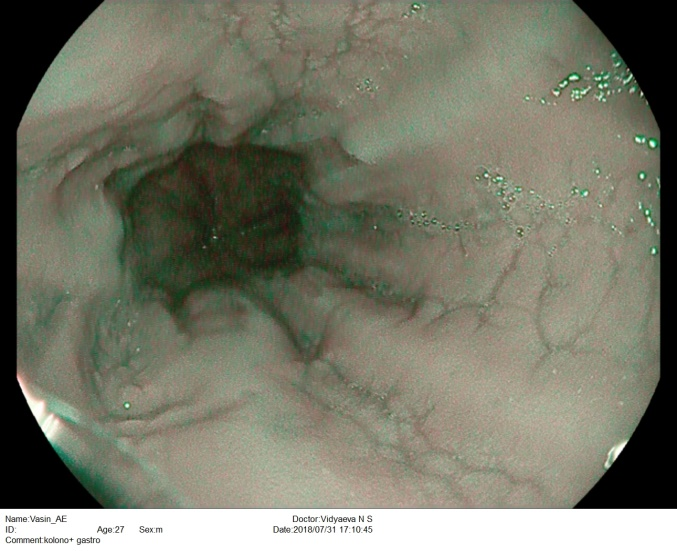 Name:Vasin_AE Doctor:Vidyaeva N S
ID: Age:27 Sex:m Date:2018/07/31 17:10:45
Comment:kolono+ gastro